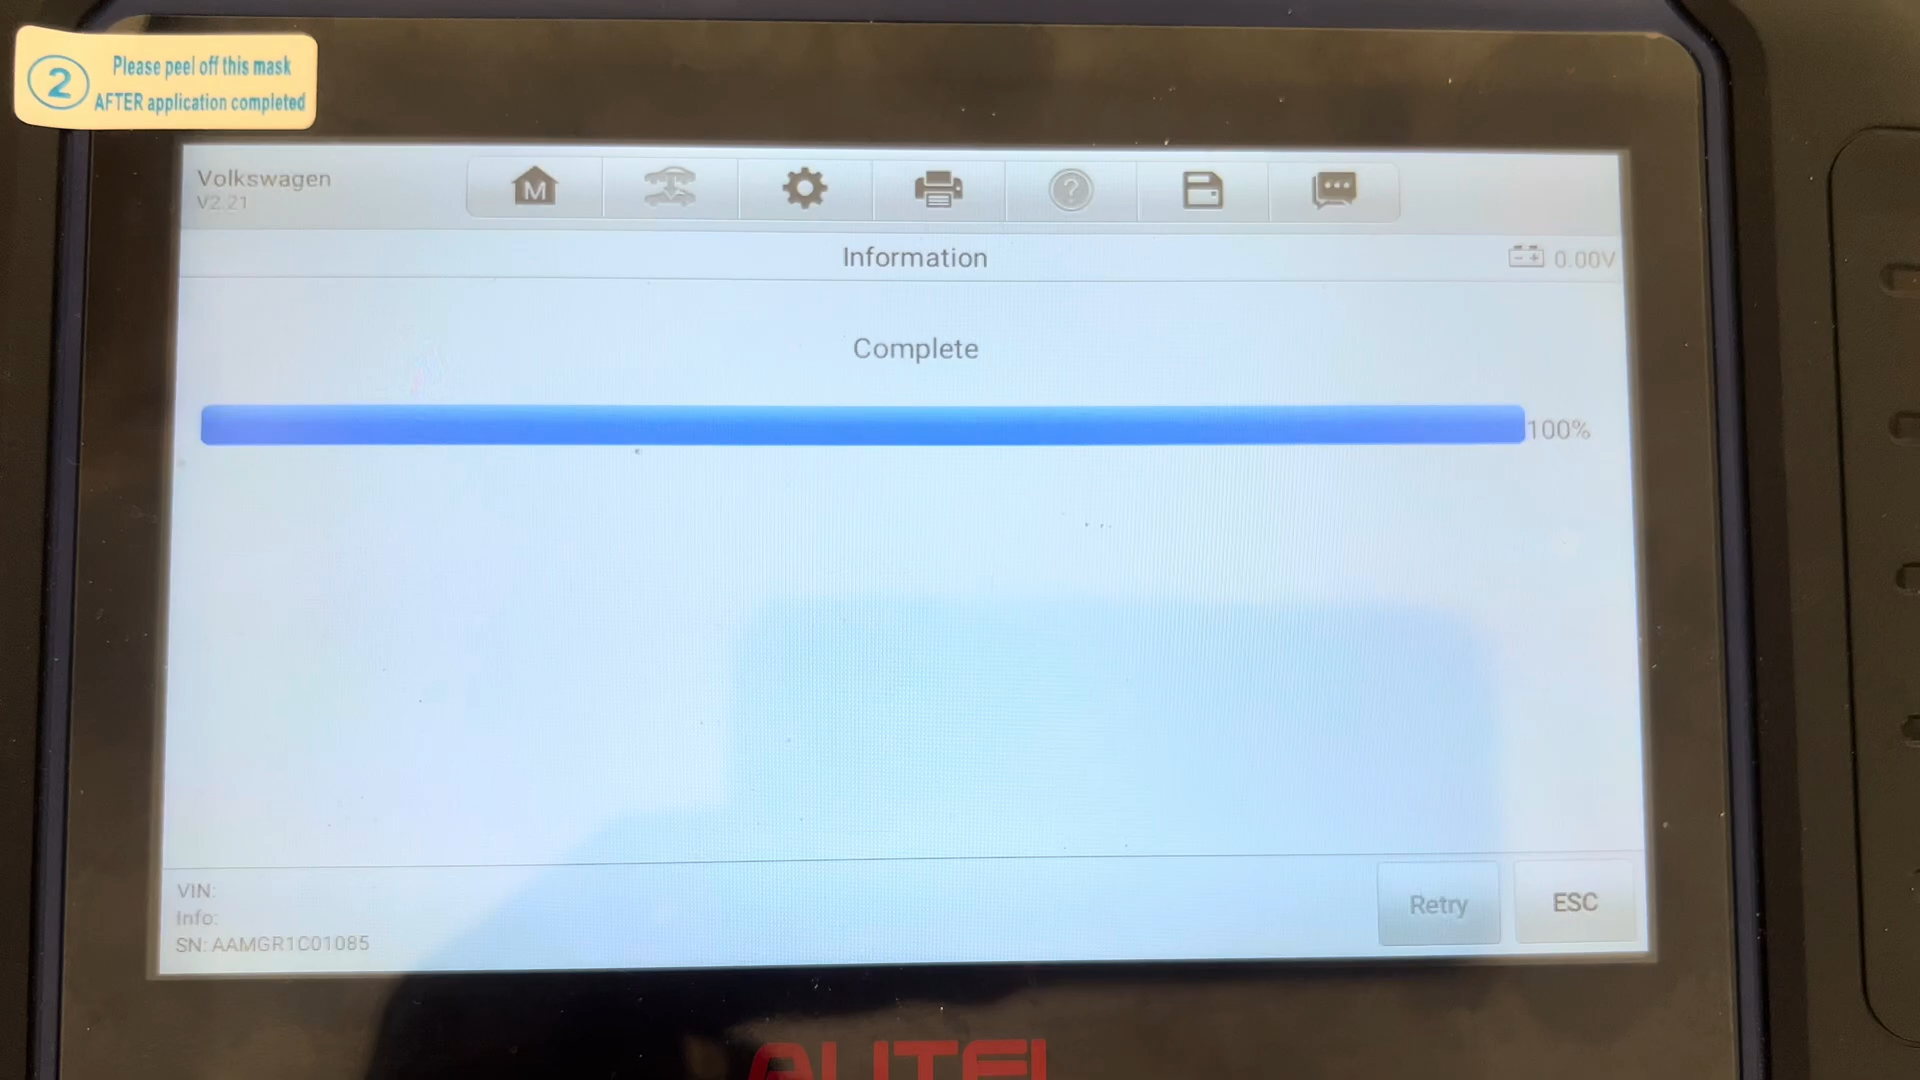 2
Please peel off this mask
AFTER application completed
Volkswagen
V2.21
M
?
Information
0.00V
Complete
100%
VIN:
Info:
SN: AAMGR1C01085
Retry
ESC
AUTEL